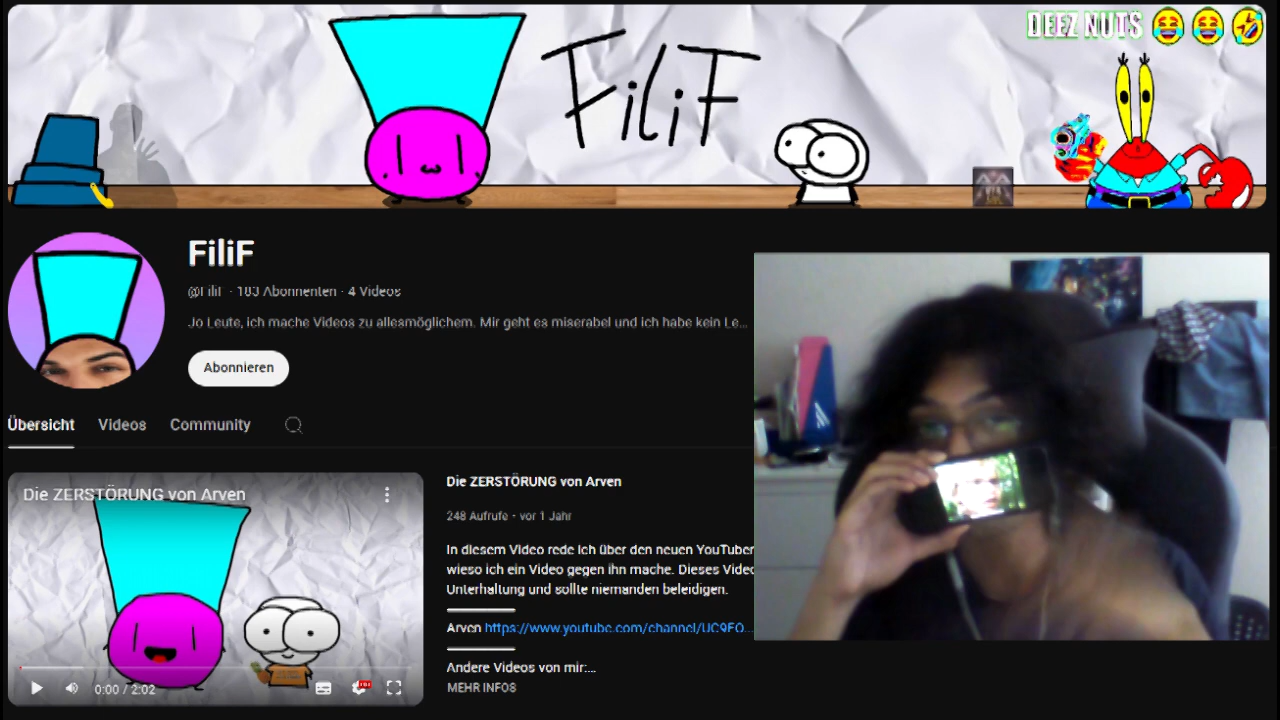 DEEZ NUTS
FiliF
FiliF
@FiliF · 183 Abonnenten · 4 Videos
Jo Leute, ich mache Videos zu allesmöglichem. Mir geht es miserabel und ich habe kein Le...
Abonnieren
Übersicht Videos Community
Die ZERSTÖRUNG von Arven
0:00 / 2:02
Die ZERSTÖRUNG von Arven
248 Aufrufe · vor 1 Jahr
In diesem Video rede ich über den neuen YouTuber
wieso ich ein Video gegen ihn mache. Dieses Video
Unterhaltung und sollte niemanden beleidigen.
Arven https://www.youtube.com/channel/UC9FO...
Andere Videos von mir:...
MEHR INFOS